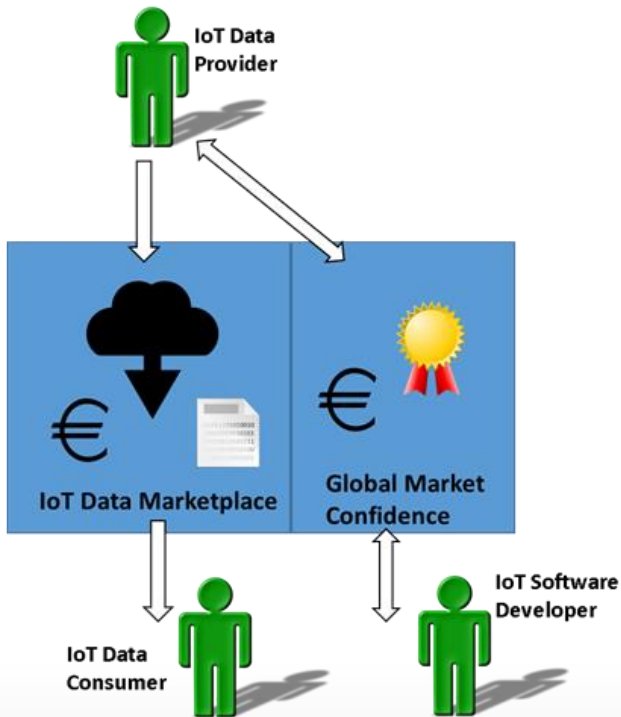 IoT Data
Provider
€
€
IoT Data Marketplace
Global Market
Confidence
IoT Software
Developer
IoT Data
Consumer